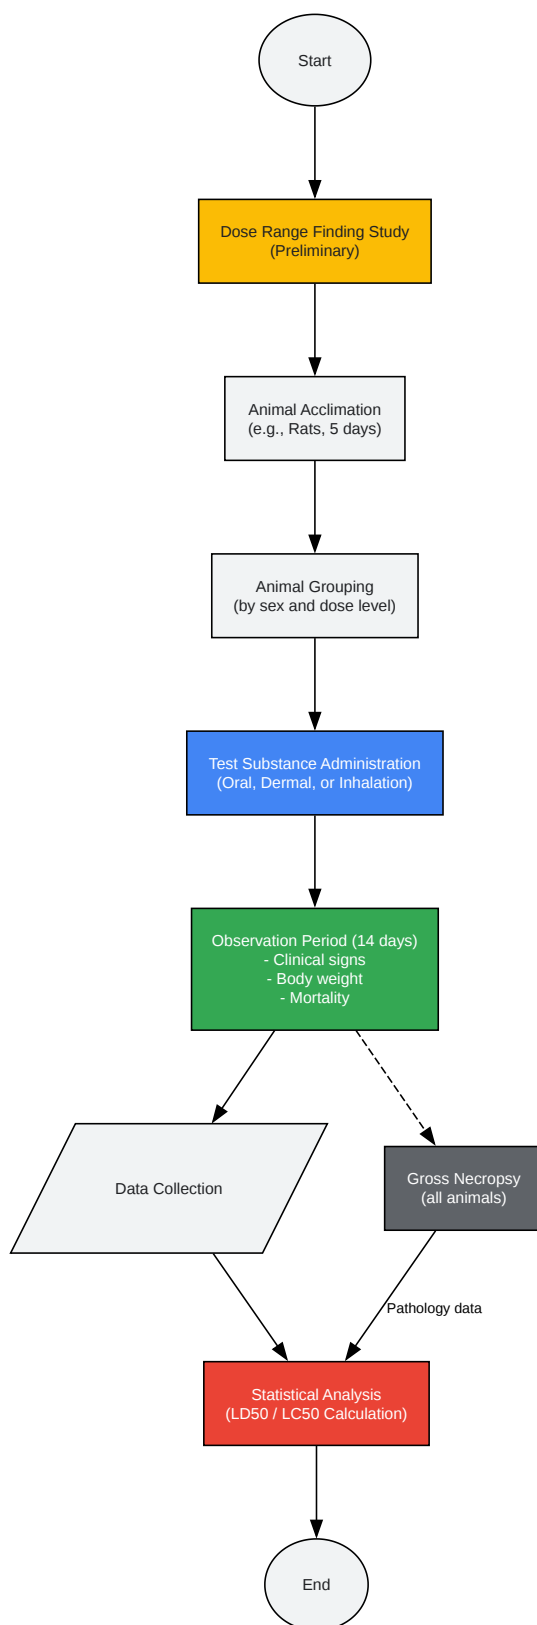 Start
Dose Range Finding Study
(Preliminary)
Animal Acclimation
(e.g., Rats, 5 days)
Animal Grouping
(by sex and dose level)
Test Substance Administration
(Oral, Dermal, or Inhalation)
Observation Period (14 days)
- Clinical signs
- Body weight
- Mortality
Data Collection
Gross Necropsy
(all animals)
Pathology data
Statistical Analysis
(LD50 / LC50 Calculation)
End